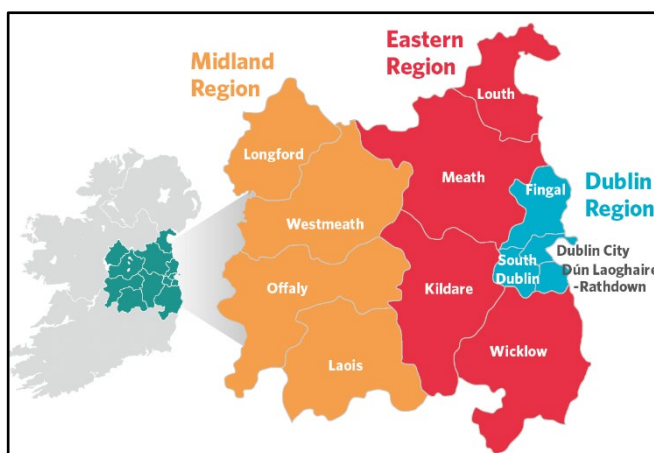 Midland
Region
Eastern
Region
Louth
Longford
Meath
Fingal
Dublin
Region
Westmeath
Dublin City
South
Dublin
Dún Laoghaire
-Rathdown
Offaly
Kildare
Laois
Wicklow